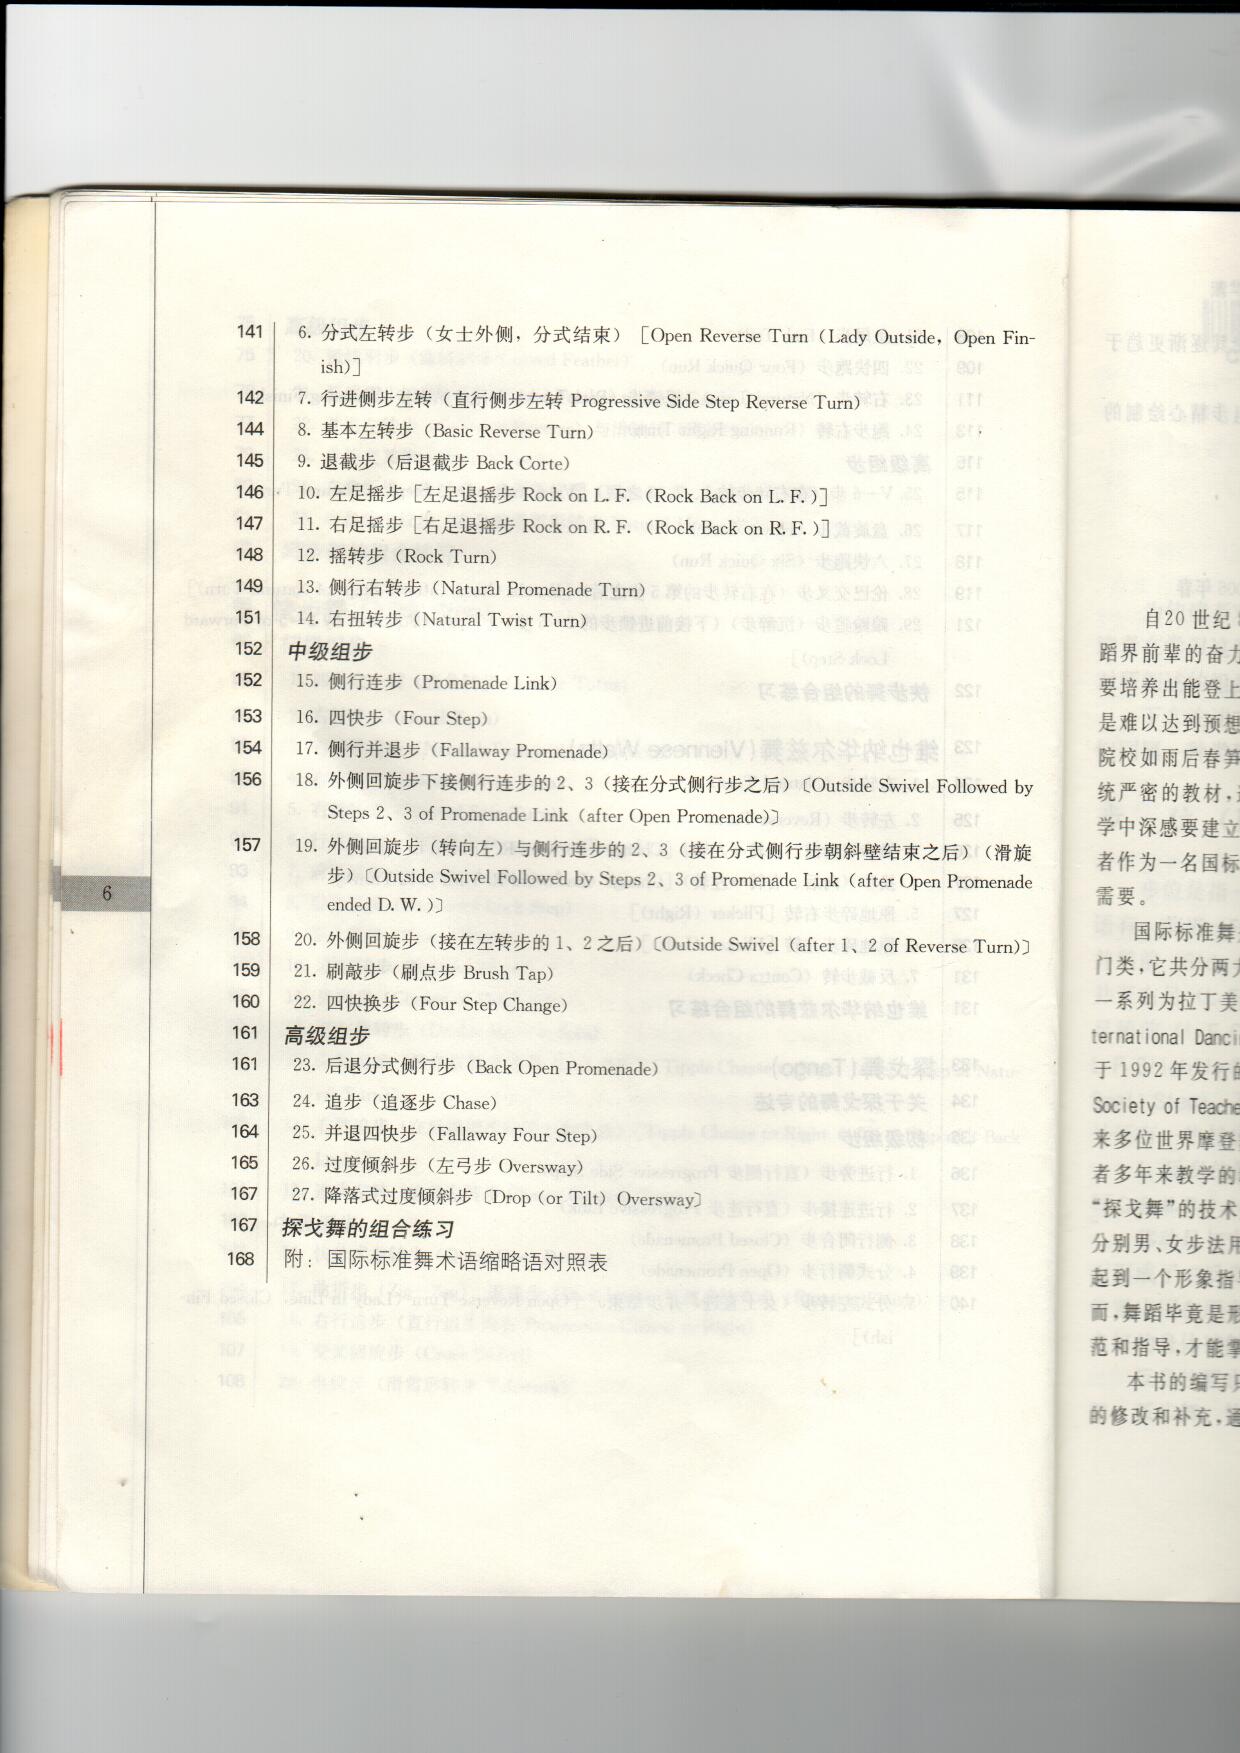 141 6. 分式左转步（女士外侧，分式结束）［Open Reverse Turn（Lady Outside，Open Fin-
ish)］
142 7. 行进侧步左转（直行侧步左转 Progressive Side Step Reverse Turn）
144 8. 基本左转步（Basic Reverse Turn）
145 9. 退截步（后退截步 Back Corte）
146 10. 左足摇步［左足退摇步 Rock on L. F.（Rock Back on L. F.）］
147 11. 右足摇步［右足退摇步 Rock on R. F.（Rock Back on R. F.）］
148 12. 摇转步（Rock Turn）
149 13. 侧行右转步（Natural Promenade Turn）
151 14. 右扭转步（Natural Twist Turn）
152 中级组步
152 15. 侧行连步（Promenade Link）
153 16. 四快步（Four Step）
154 17. 侧行并退步（Fallaway Promenade）
156 18. 外侧回旋步下接侧行连步的 2、3（接在分式侧行步之后）〔Outside Swivel Followed by
Steps 2、3 of Promenade Link（after Open Promenade)〕
157 19. 外侧回旋步（转向左）与侧行连步的 2、3（接在分式侧行步朝斜壁结束之后）（滑旋
步）〔Outside Swivel Followed by Steps 2、3 of Promenade Link（after Open Promenade
ended D. W.）〕
158 20. 外侧回旋步（接在左转步的 1、2 之后）〔Outside Swivel（after 1、2 of Reverse Turn)〕
159 21. 刷敲步（刷点步 Brush Tap）
160 22. 四快换步（Four Step Change）
161 高级组步
161 23. 后退分式侧行步（Back Open Promenade）
163 24. 追步（追逐步 Chase）
164 25. 并退四快步（Fallaway Four Step）
165 26. 过度倾斜步（左弓步 Oversway）
167 27. 降落式过度倾斜步〔Drop（or Tilt）Oversway〕
167 探戈舞的组合练习
168 附：国际标准舞术语缩略语对照表
6
自20 世纪
蹈界前辈的奋力
要培养出能登上
是难以达到预想
院校如雨后春笋
统严密的教材，
学中深感要建立
者作为一名国标
需要。
国际标准舞
门类，它共分两大
一系列为拉丁美
ternational Danci
于 1992 年发行的
Society of Teache
来多位世界摩登
者多年来教学的
“探戈舞”的技术
分别男、女步法用
起到一个形象指
而，舞蹈毕竟是形
范和指导，才能掌
本书的编写只
的修改和补充，通